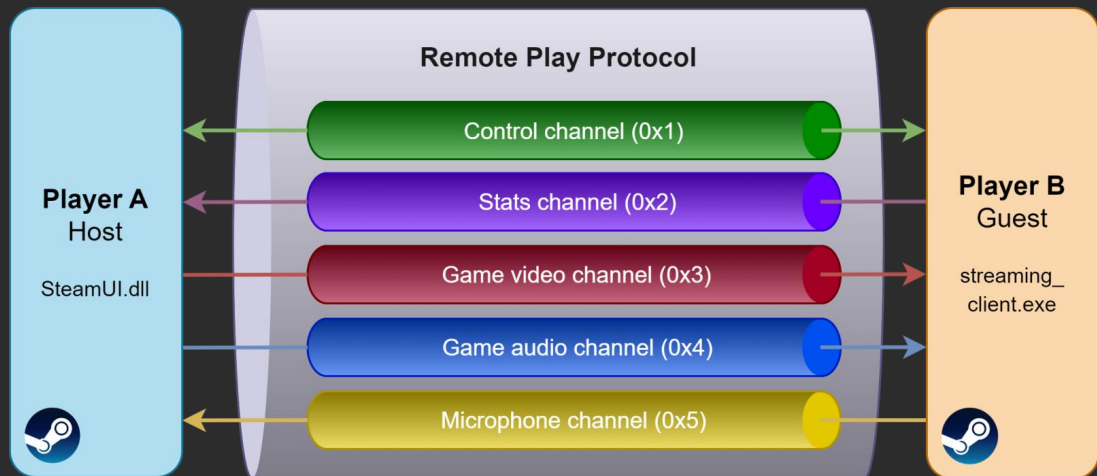 Remote Play Protocol
Control channel (0x1)
Stats channel (0x2)
Game video channel (0x3)
Game audio channel (0x4)
Microphone channel (0x5)
Player A
Host
SteamUI.dll
Player B
Guest
streaming_
client.exe